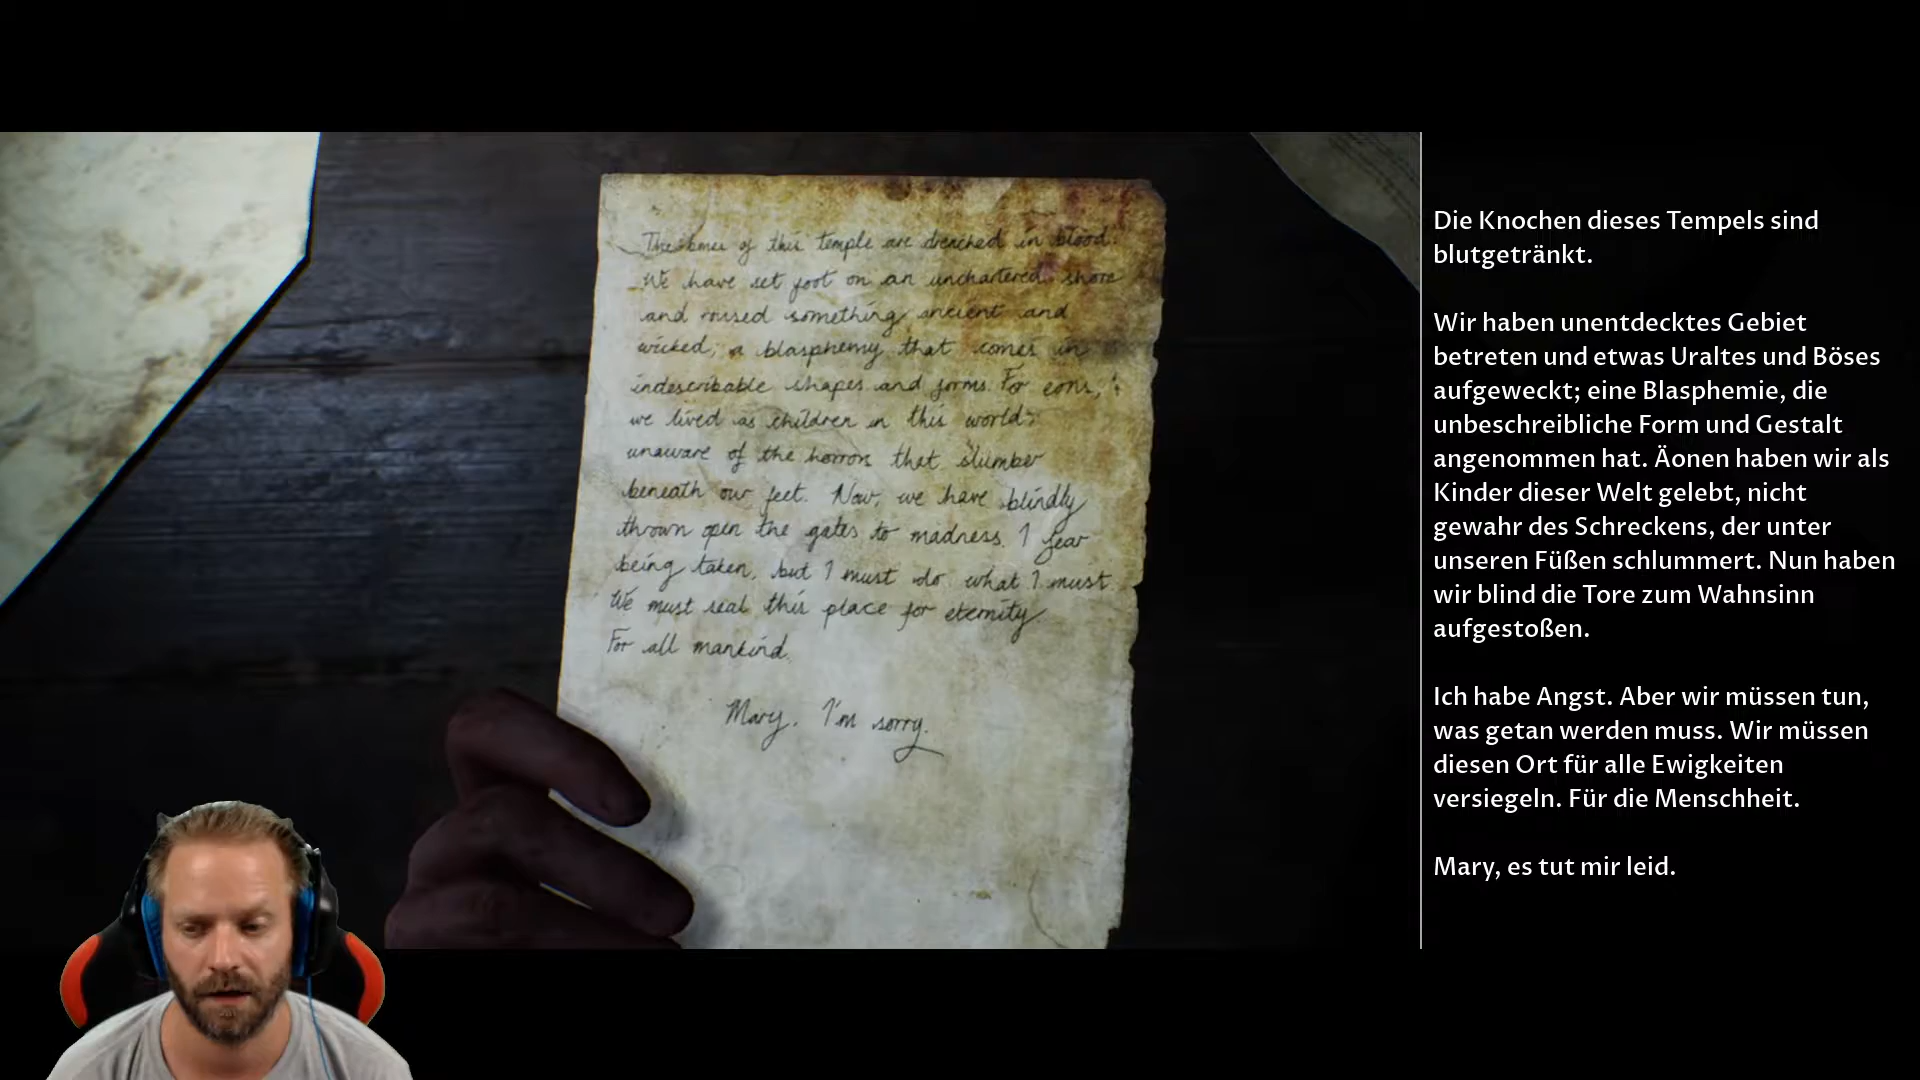 The bones of this temple are drenched in blood.
We have set foot on an unchartered shore
and roused something ancient and
wicked; a blasphemy that comes in
indescribable shapes and forms. For eons,
we lived as children in this world;
unaware of the horrors that slumber
beneath our feet. Now, we have blindly
thrown open the gates to madness. I fear
being taken, but I must do what I must.
We must seal this place for eternity.
For all mankind.
Mary. I'm sorry.
Die Knochen dieses Tempels sind
blutgetränkt.
Wir haben unentdecktes Gebiet
betreten und etwas Uraltes und Böses
aufgeweckt; eine Blasphemie, die
unbeschreibliche Form und Gestalt
angenommen hat. Äonen haben wir als
Kinder dieser Welt gelebt, nicht
gewahr des Schreckens, der unter
unseren Füßen schlummert. Nun haben
wir blind die Tore zum Wahnsinn
aufgestoßen.
Ich habe Angst. Aber wir müssen tun,
was getan werden muss. Wir müssen
diesen Ort für alle Ewigkeiten
versiegeln. Für die Menschheit.
Mary, es tut mir leid.